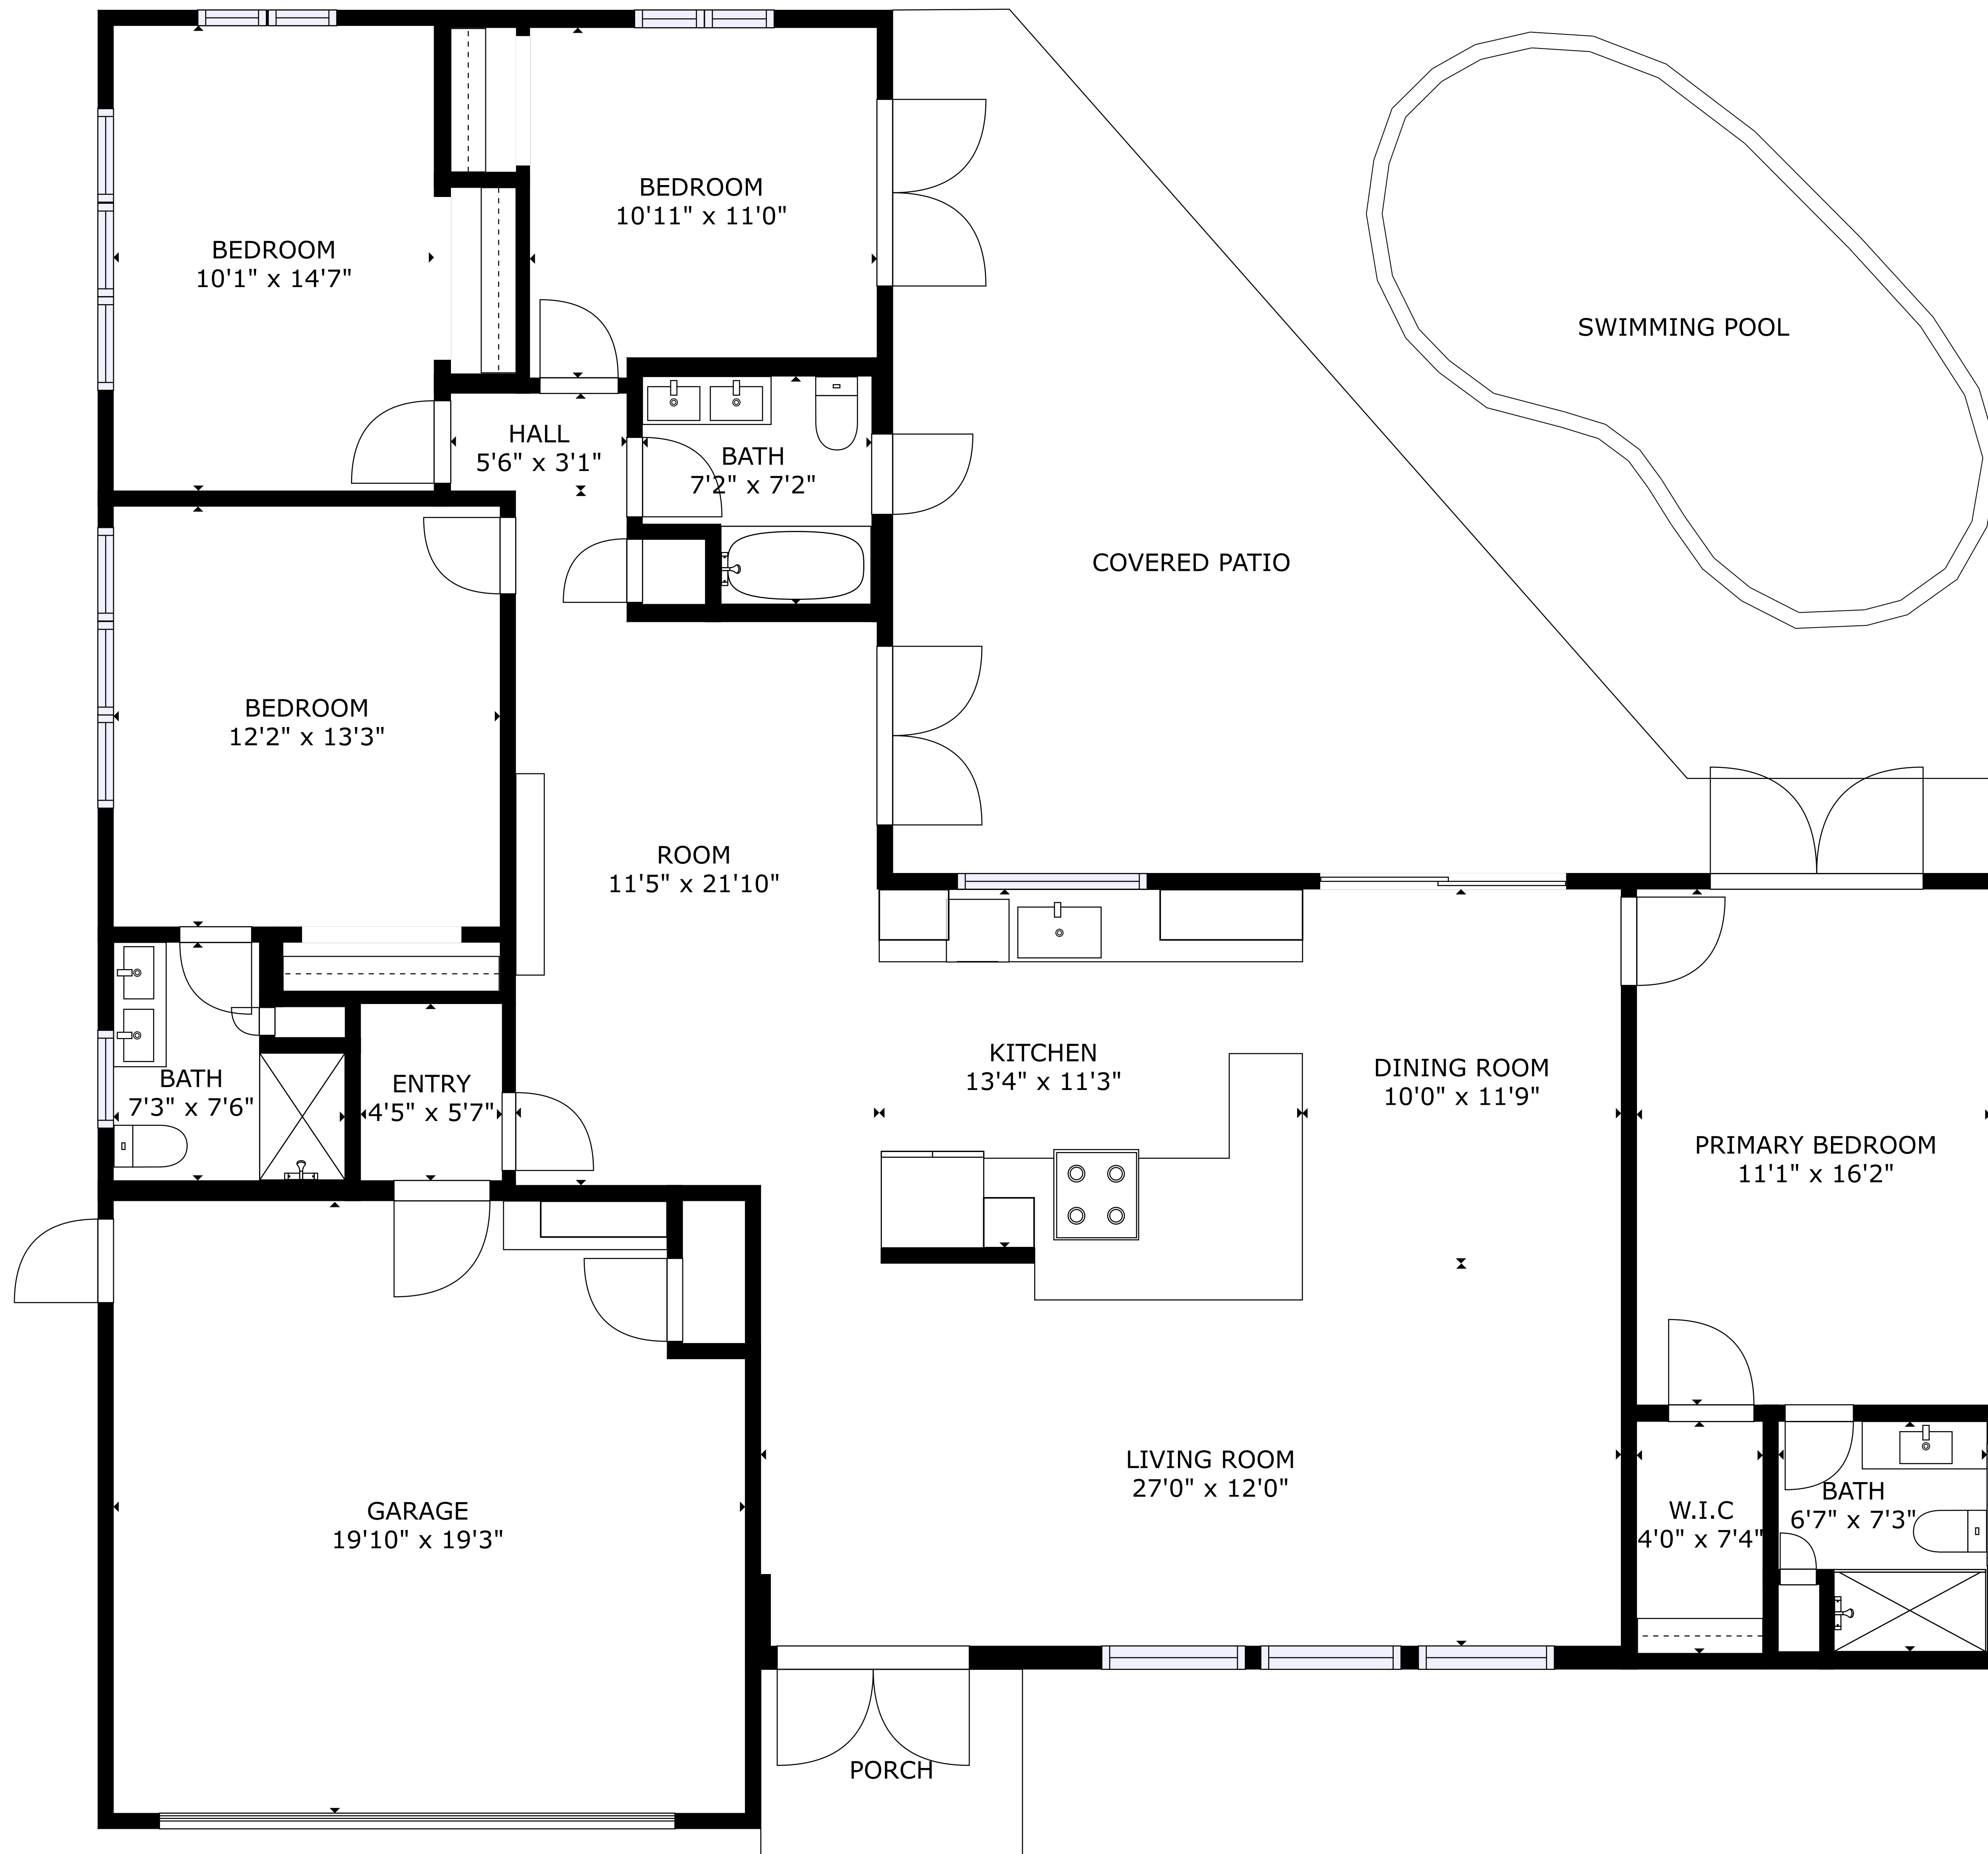 BEDROOM
10'11" x 11'0"
BEDROOM
10'1" x 14'7"
SWIMMING POOL
HALL
5'6" x 3'1"
BATH
7'2" x 7'2"
COVERED PATIO
BEDROOM
12'2" x 13'3"
ROOM
11'5" x 21'10"
KITCHEN
13'4" x 11'3"
DINING ROOM
10'0" x 11'9"
BATH
7'3" x 7'6"
ENTRY
4'5" x 5'7"
PRIMARY BEDROOM
11'1" x 16'2"
LIVING ROOM
27'0" x 12'0"
GARAGE
19'10" x 19'3"
W.I.C
4'0" x 7'4"
BATH
6'7" x 7'3"
PORCH